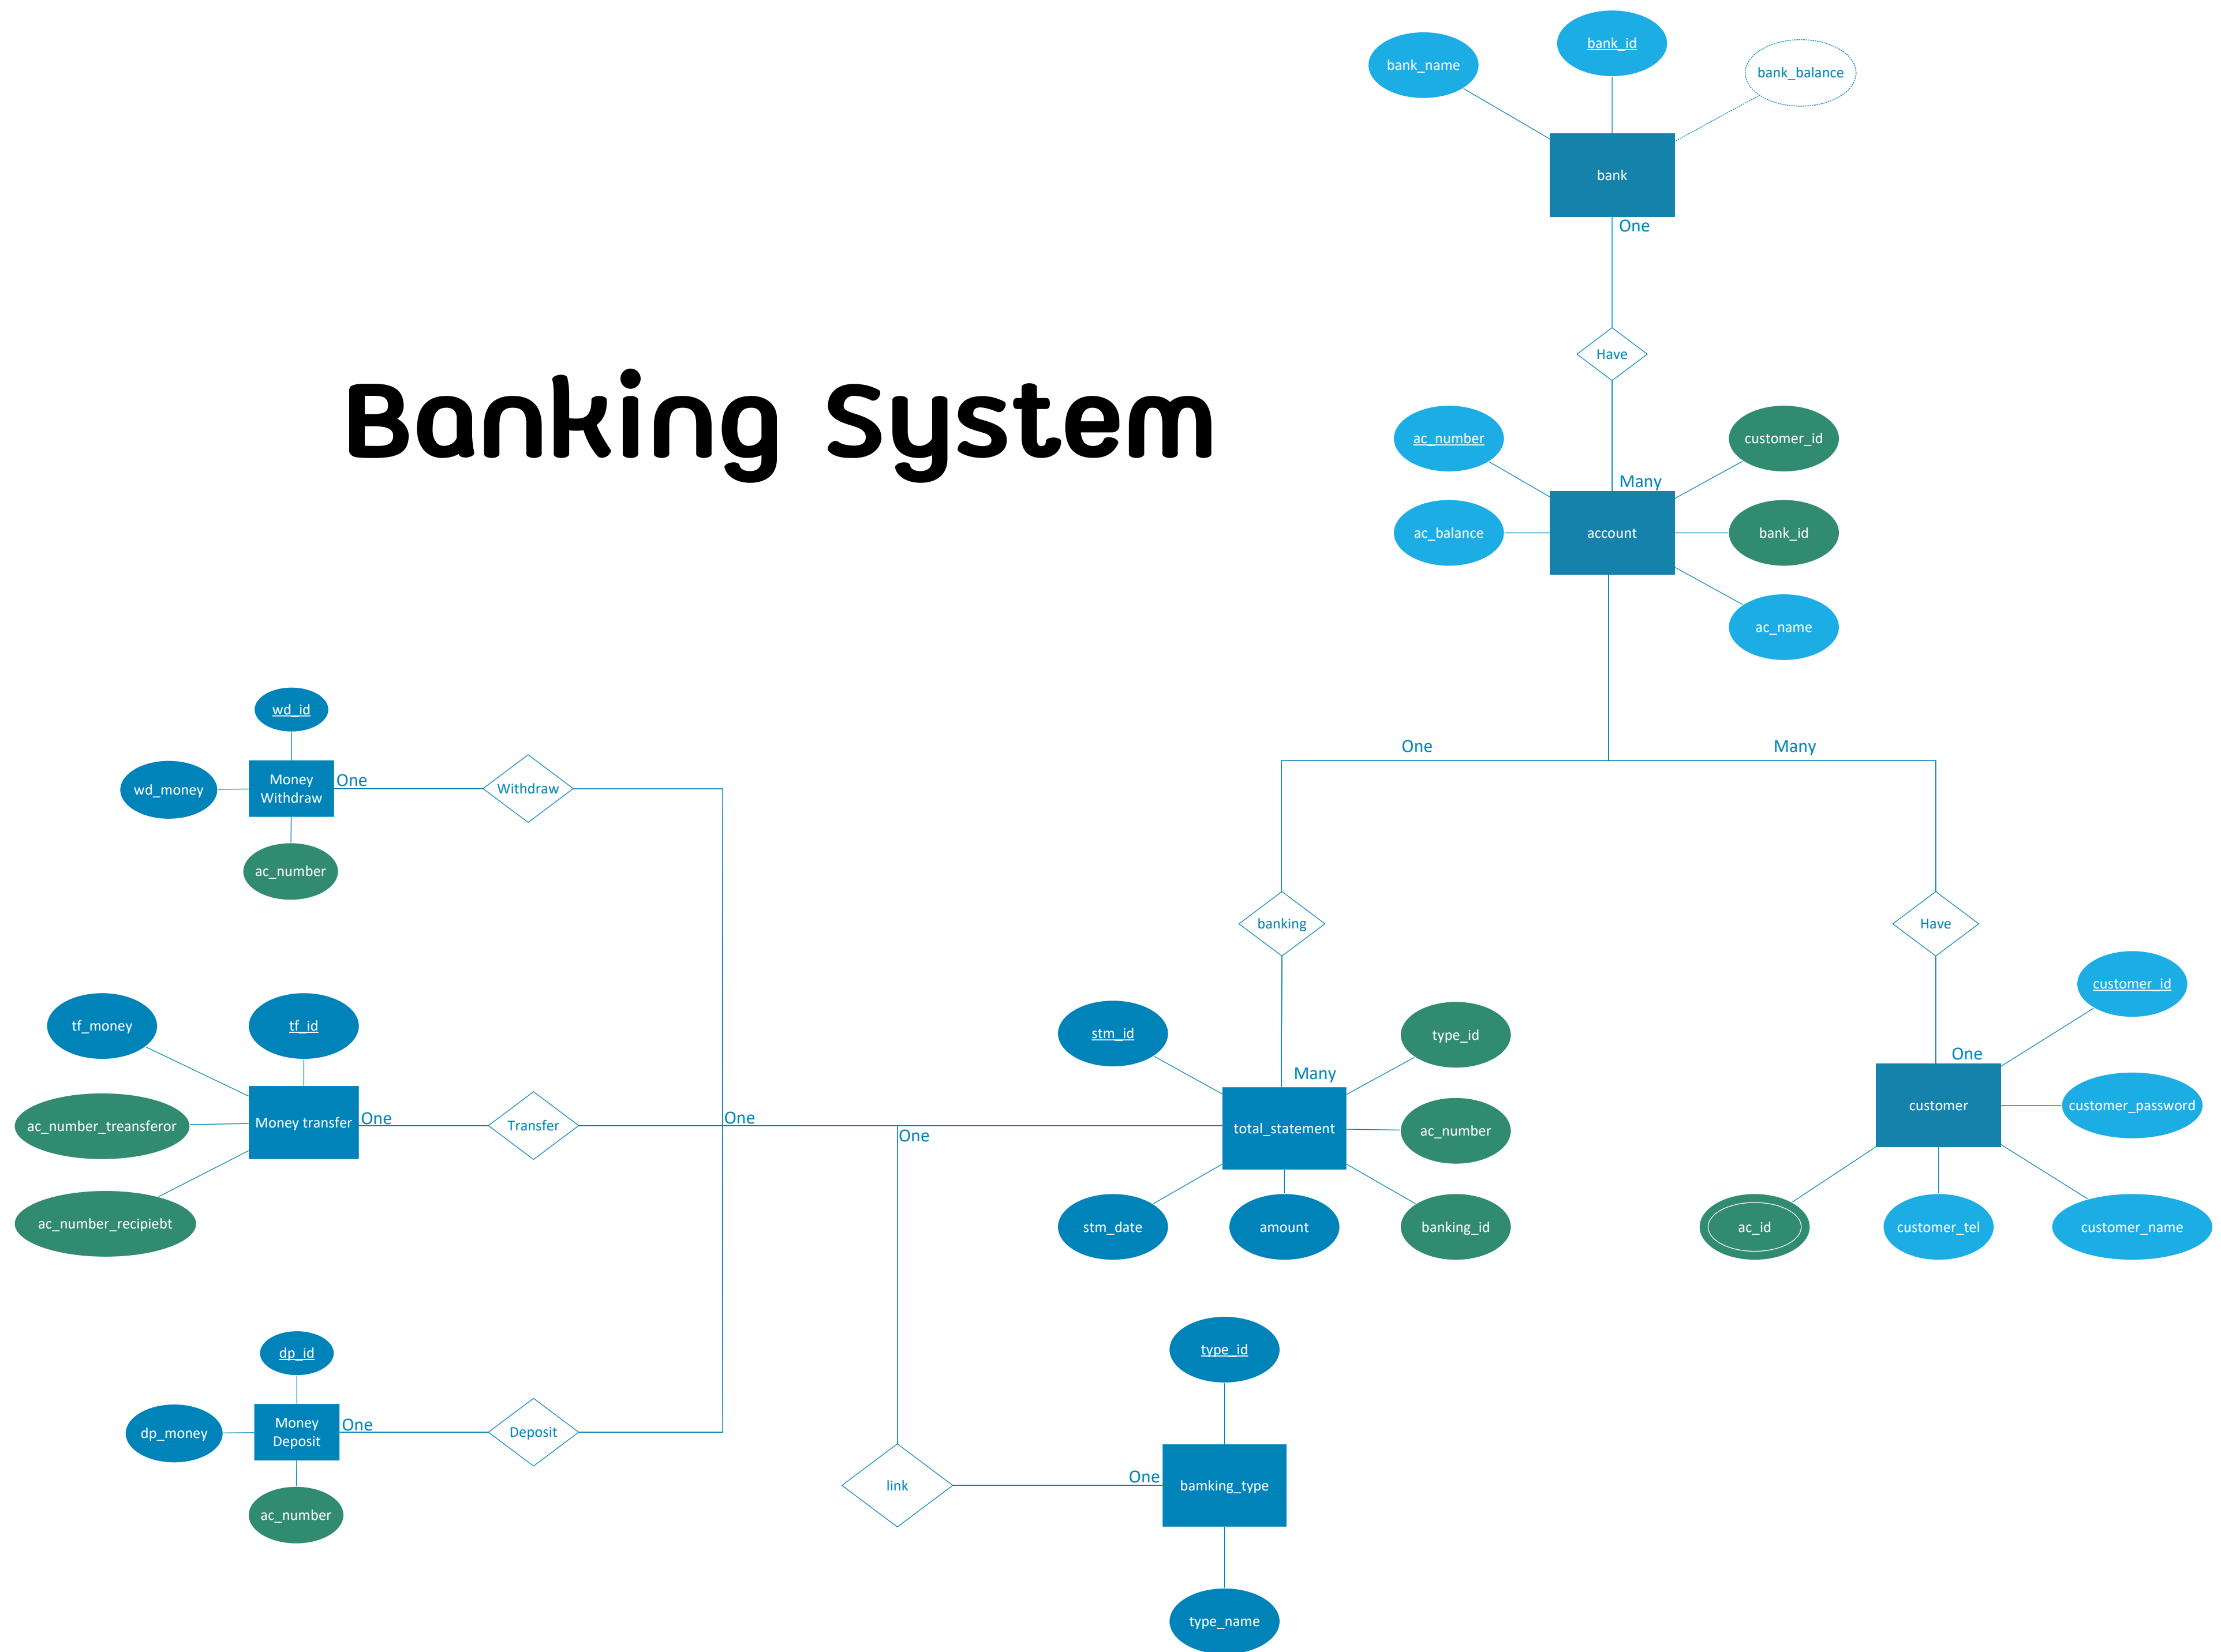 bank_id
bank_name
bank_balance
bank
One
Have
Banking System
ac_number
customer_id
Many
ac_balance
account
bank_id
ac_name
wd_id
One
Many
Money
Withdraw
One
wd_money
Withdraw
ac_number
banking
Have
customer_id
tf_money
tf_id
stm_id
type_id
One
Many
customer
customer_password
ac_number_treansferor
Money transfer
One
Transfer
One
One
total_statement
ac_number
ac_number_recipiebt
stm_date
amount
banking_id
ac_id
customer_tel
customer_name
dp_id
type_id
dp_money
Money
Deposit
One
Deposit
link
One
bamking_type
ac_number
type_name